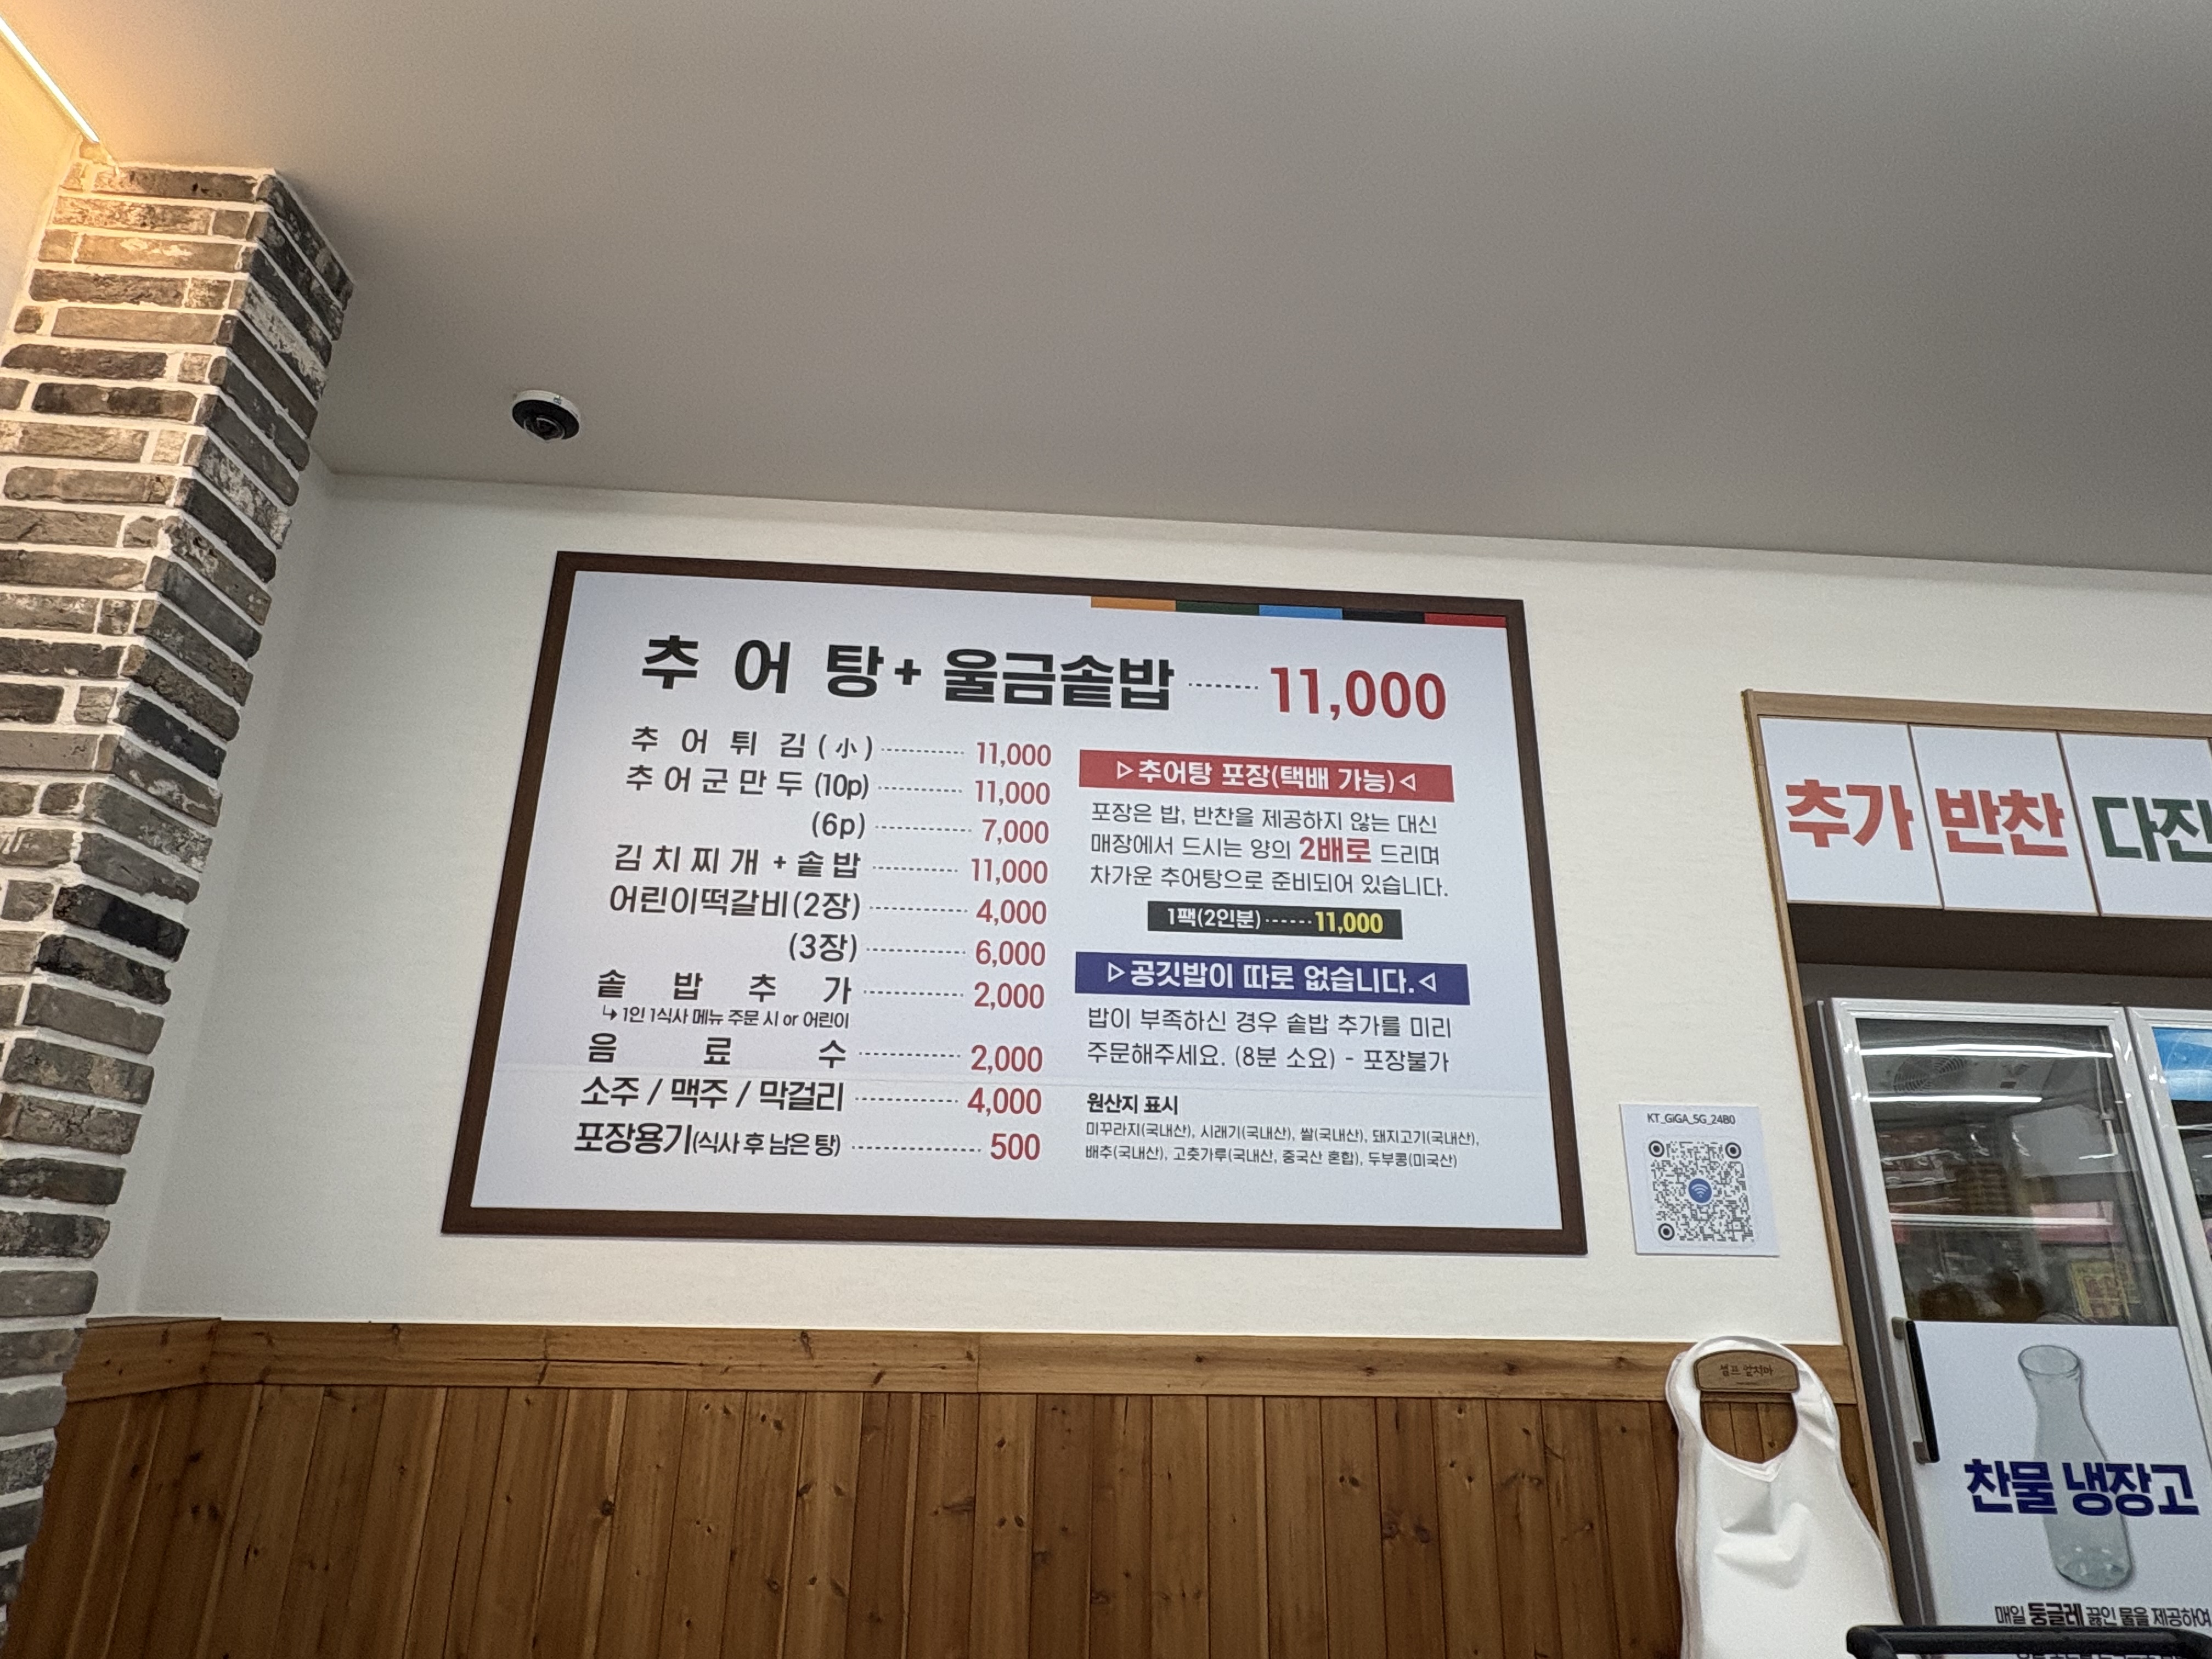 추어탕 + 울금솥밥 ······ 11,000
추어튀김(小) ············ 11,000
추어군만두(10p) ············ 11,000
(6p) ············ 7,000
김치찌개 + 솥밥 ············ 11,000
어린이떡갈비(2장) ············ 4,000
(3장) ············ 6,000
솥밥추가 ············ 2,000
↳ 1인 1식사 메뉴 주문 시 or 어린이
음료수 ············ 2,000
소주 / 맥주 / 막걸리 ············ 4,000
포장용기(식사 후 남은 탕) ············ 500
▷추어탕 포장(택배 가능)◁
포장은 밥, 반찬을 제공하지 않는 대신
매장에서 드시는 양의 2배로 드리며
차가운 추어탕으로 준비되어 있습니다.
1팩(2인분)······11,000
▷공깃밥이 따로 없습니다.◁
밥이 부족하신 경우 솥밥 추가를 미리
주문해주세요. (8분 소요) - 포장불가
원산지 표시
미꾸라지(국내산), 시래기(국내산), 쌀(국내산), 돼지고기(국내산),
배추(국내산), 고춧가루(국내산, 중국산 혼합), 두부콩(미국산)
KT_GiGA_5G_24B0
추가 반찬 다진
셀프 앞치마
찬물 냉장고
매일 둥글레 끓인 물을 제공하여